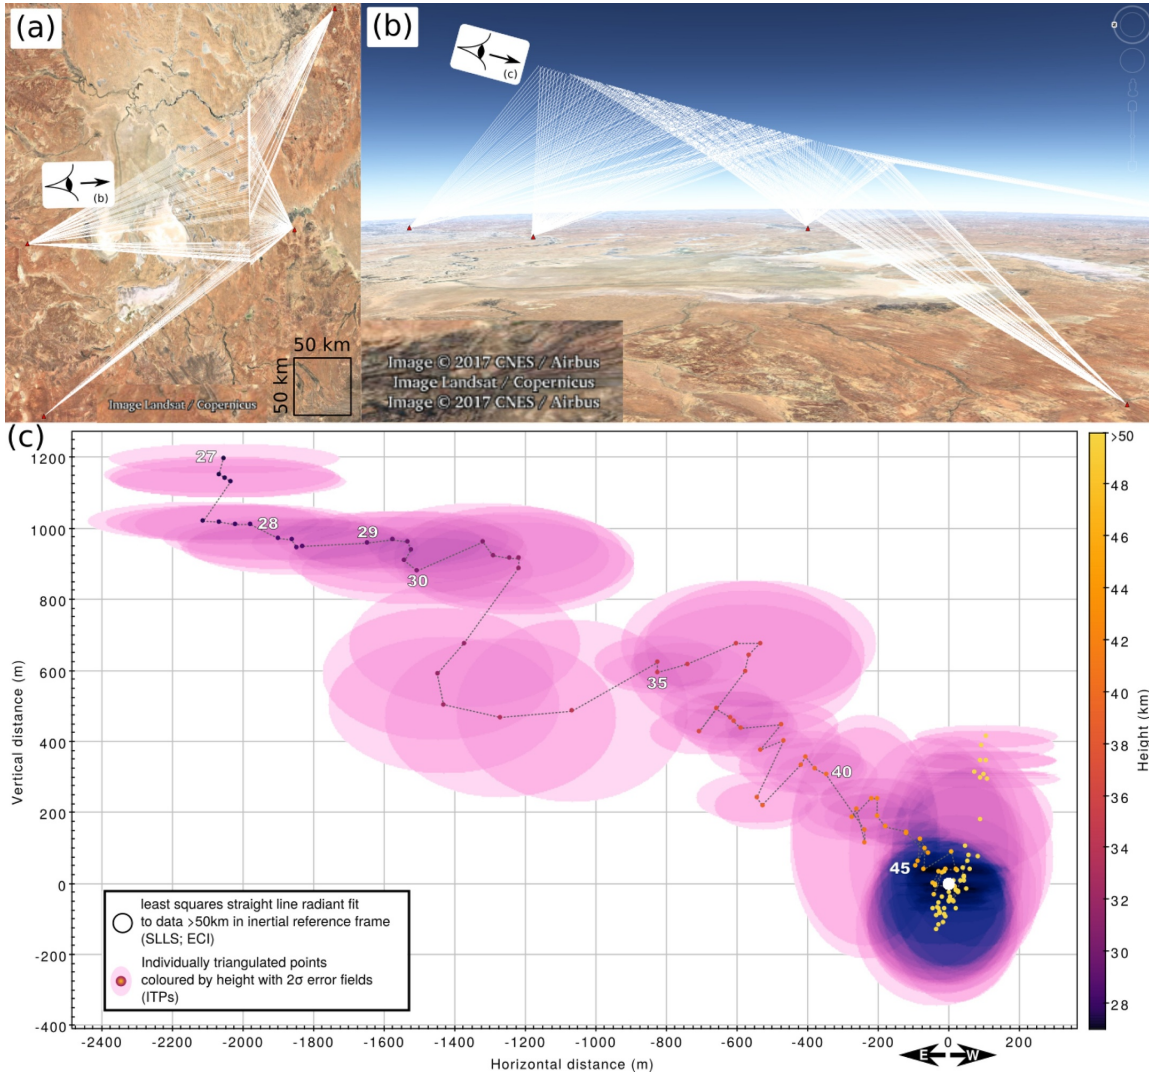 (a)
(b)
50 km
50 km
Image Landsat / Copernicus
(b)
(c)
Image © 2017 CNES / Airbus
Image Landsat / Copernicus
Image © 2017 CNES / Airbus
(c)
Vertical distance (m)
1200
1000
800
600
400
200
0
-200
-400
27
28
29
30
35
40
45
least squares straight line radiant fit
to data >50km in inertial reference frame
(SLLS; ECI)
Individually triangulated points
coloured by height with 2σ error fields
(ITPs)
-2400 -2200 -2000 -1800 -1600 -1400 -1200 -1000 -800 -600 -400 -200 0 200
Horizontal distance (m)
E W
>50
48
46
44
42
40
38
36
34
32
30
28
Height (km)